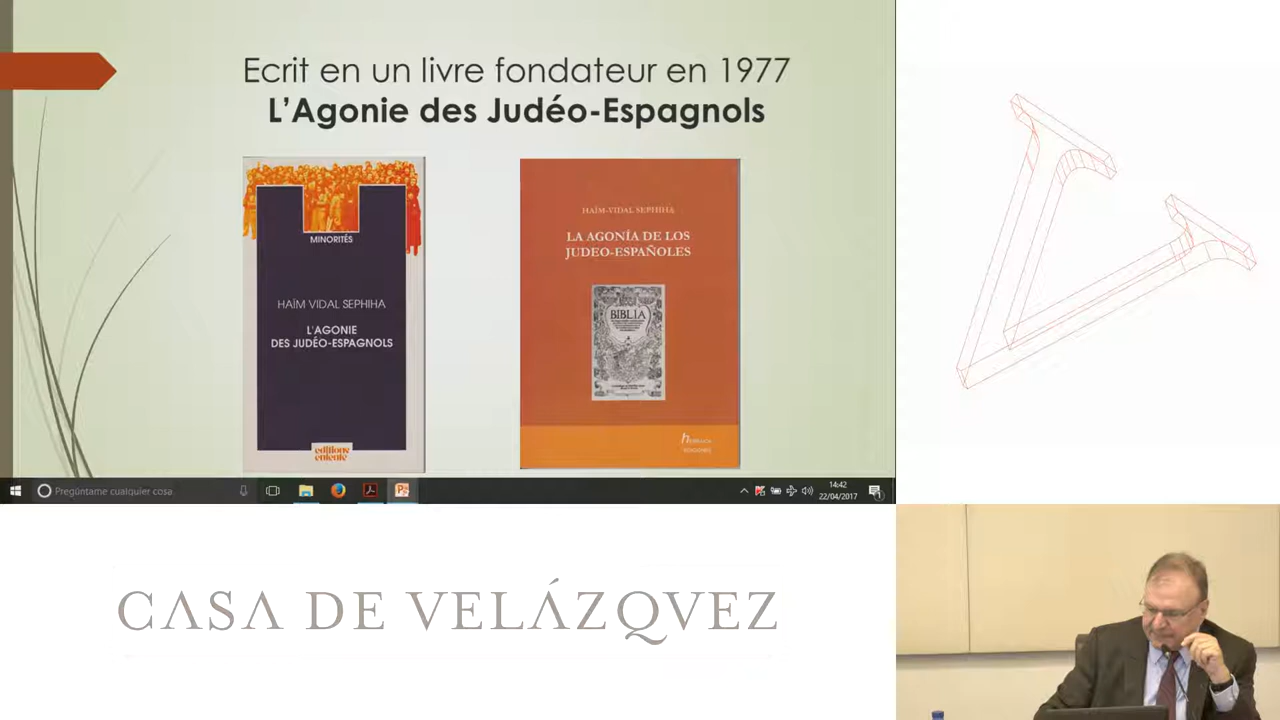 Ecrit en un livre fondateur en 1977
L'Agonie des Judéo-Espagnols
MINORITÉS
HAÏM VIDAL SEPHIHA
L'AGONIE
DES JUDÉO-ESPAGNOLS
editions
entente
HAÏM-VIDAL SEPHIHA
LA AGONÍA DE LOS
JUDEO-ESPAÑOLES
BIBLIA
EDICIONES
Pregúntame cualquier cosa
14:42
22/04/2017
CASA DE VELÁZQVEZ